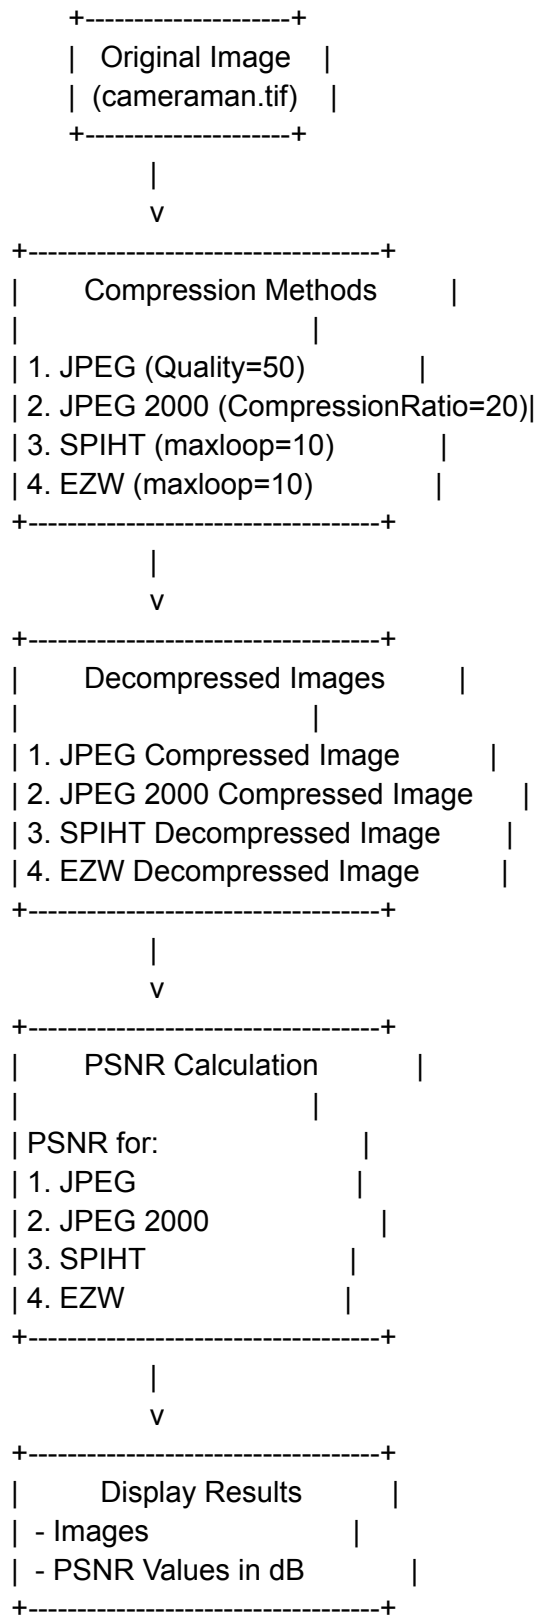 +---------------------+
|   Original Image    |
|  (cameraman.tif)    |
+---------------------+
|
v
+------------------------------------+
|        Compression Methods         |
|                                    |
| 1. JPEG (Quality=50)               |
| 2. JPEG 2000 (CompressionRatio=20)|
| 3. SPIHT (maxloop=10)              |
| 4. EZW (maxloop=10)                |
+------------------------------------+
|
v
+------------------------------------+
|        Decompressed Images         |
|                                    |
| 1. JPEG Compressed Image           |
| 2. JPEG 2000 Compressed Image      |
| 3. SPIHT Decompressed Image        |
| 4. EZW Decompressed Image          |
+------------------------------------+
|
v
+------------------------------------+
|        PSNR Calculation            |
|                                    |
| PSNR for:                          |
| 1. JPEG                            |
| 2. JPEG 2000                       |
| 3. SPIHT                           |
| 4. EZW                             |
+------------------------------------+
|
v
+------------------------------------+
|          Display Results           |
|  - Images                          |
|  - PSNR Values in dB               |
+------------------------------------+